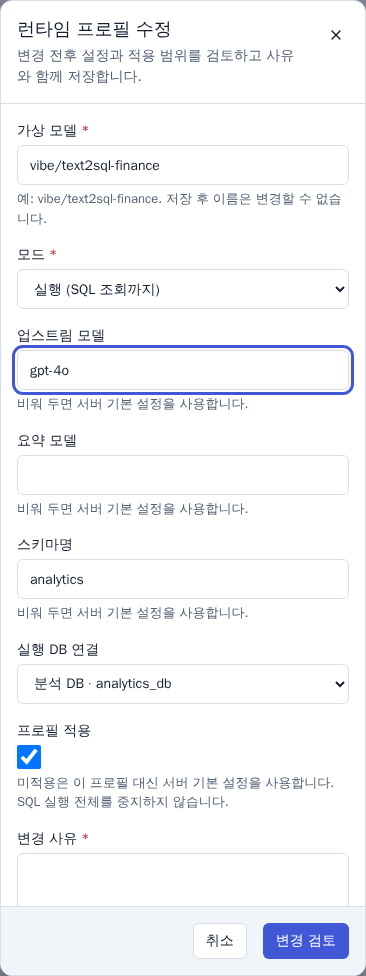 런타임 프로필 수정
변경 전후 설정과 적용 범위를 검토하고 사유
와 함께 저장합니다.
×
가상 모델 *
vibe/text2sql-finance
예: vibe/text2sql-finance. 저장 후 이름은 변경할 수 없습
니다.
모드 *
실행 (SQL 조회까지)
업스트림 모델
gpt-4o
비워 두면 서버 기본 설정을 사용합니다.
요약 모델
비워 두면 서버 기본 설정을 사용합니다.
스키마명
analytics
비워 두면 서버 기본 설정을 사용합니다.
실행 DB 연결
분석 DB · analytics_db
프로필 적용
미적용은 이 프로필 대신 서버 기본 설정을 사용합니다.
SQL 실행 전체를 중지하지 않습니다.
변경 사유 *
취소
변경 검토